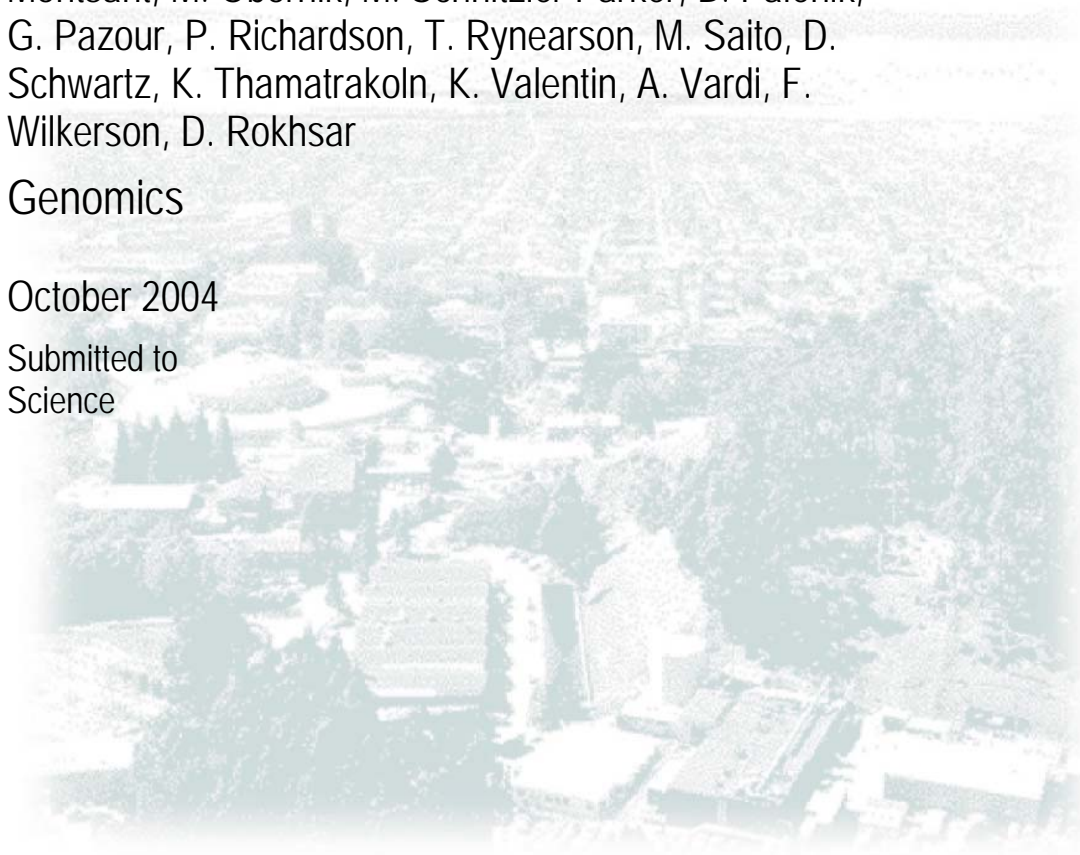 G. Pazour, P. Richardson, T. Rynearson, M. Saito, D.
Schwartz, K. Thamatrakoln, K. Valentin, A. Vardi, F.
Wilkerson, D. Rokhsar
Genomics
October 2004
Submitted to
Science